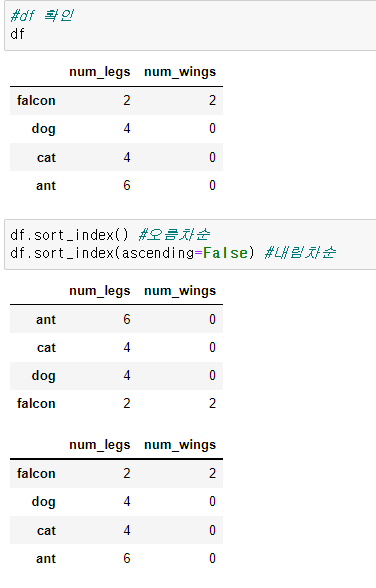 #df 확인
df
num_legs num_wings
falcon 2 2
dog 4 0
cat 4 0
ant 6 0
df.sort_index() #오름차순
df.sort_index(ascending=False) #내림차순
num_legs num_wings
ant 6 0
cat 4 0
dog 4 0
falcon 2 2
num_legs num_wings
falcon 2 2
dog 4 0
cat 4 0
ant 6 0